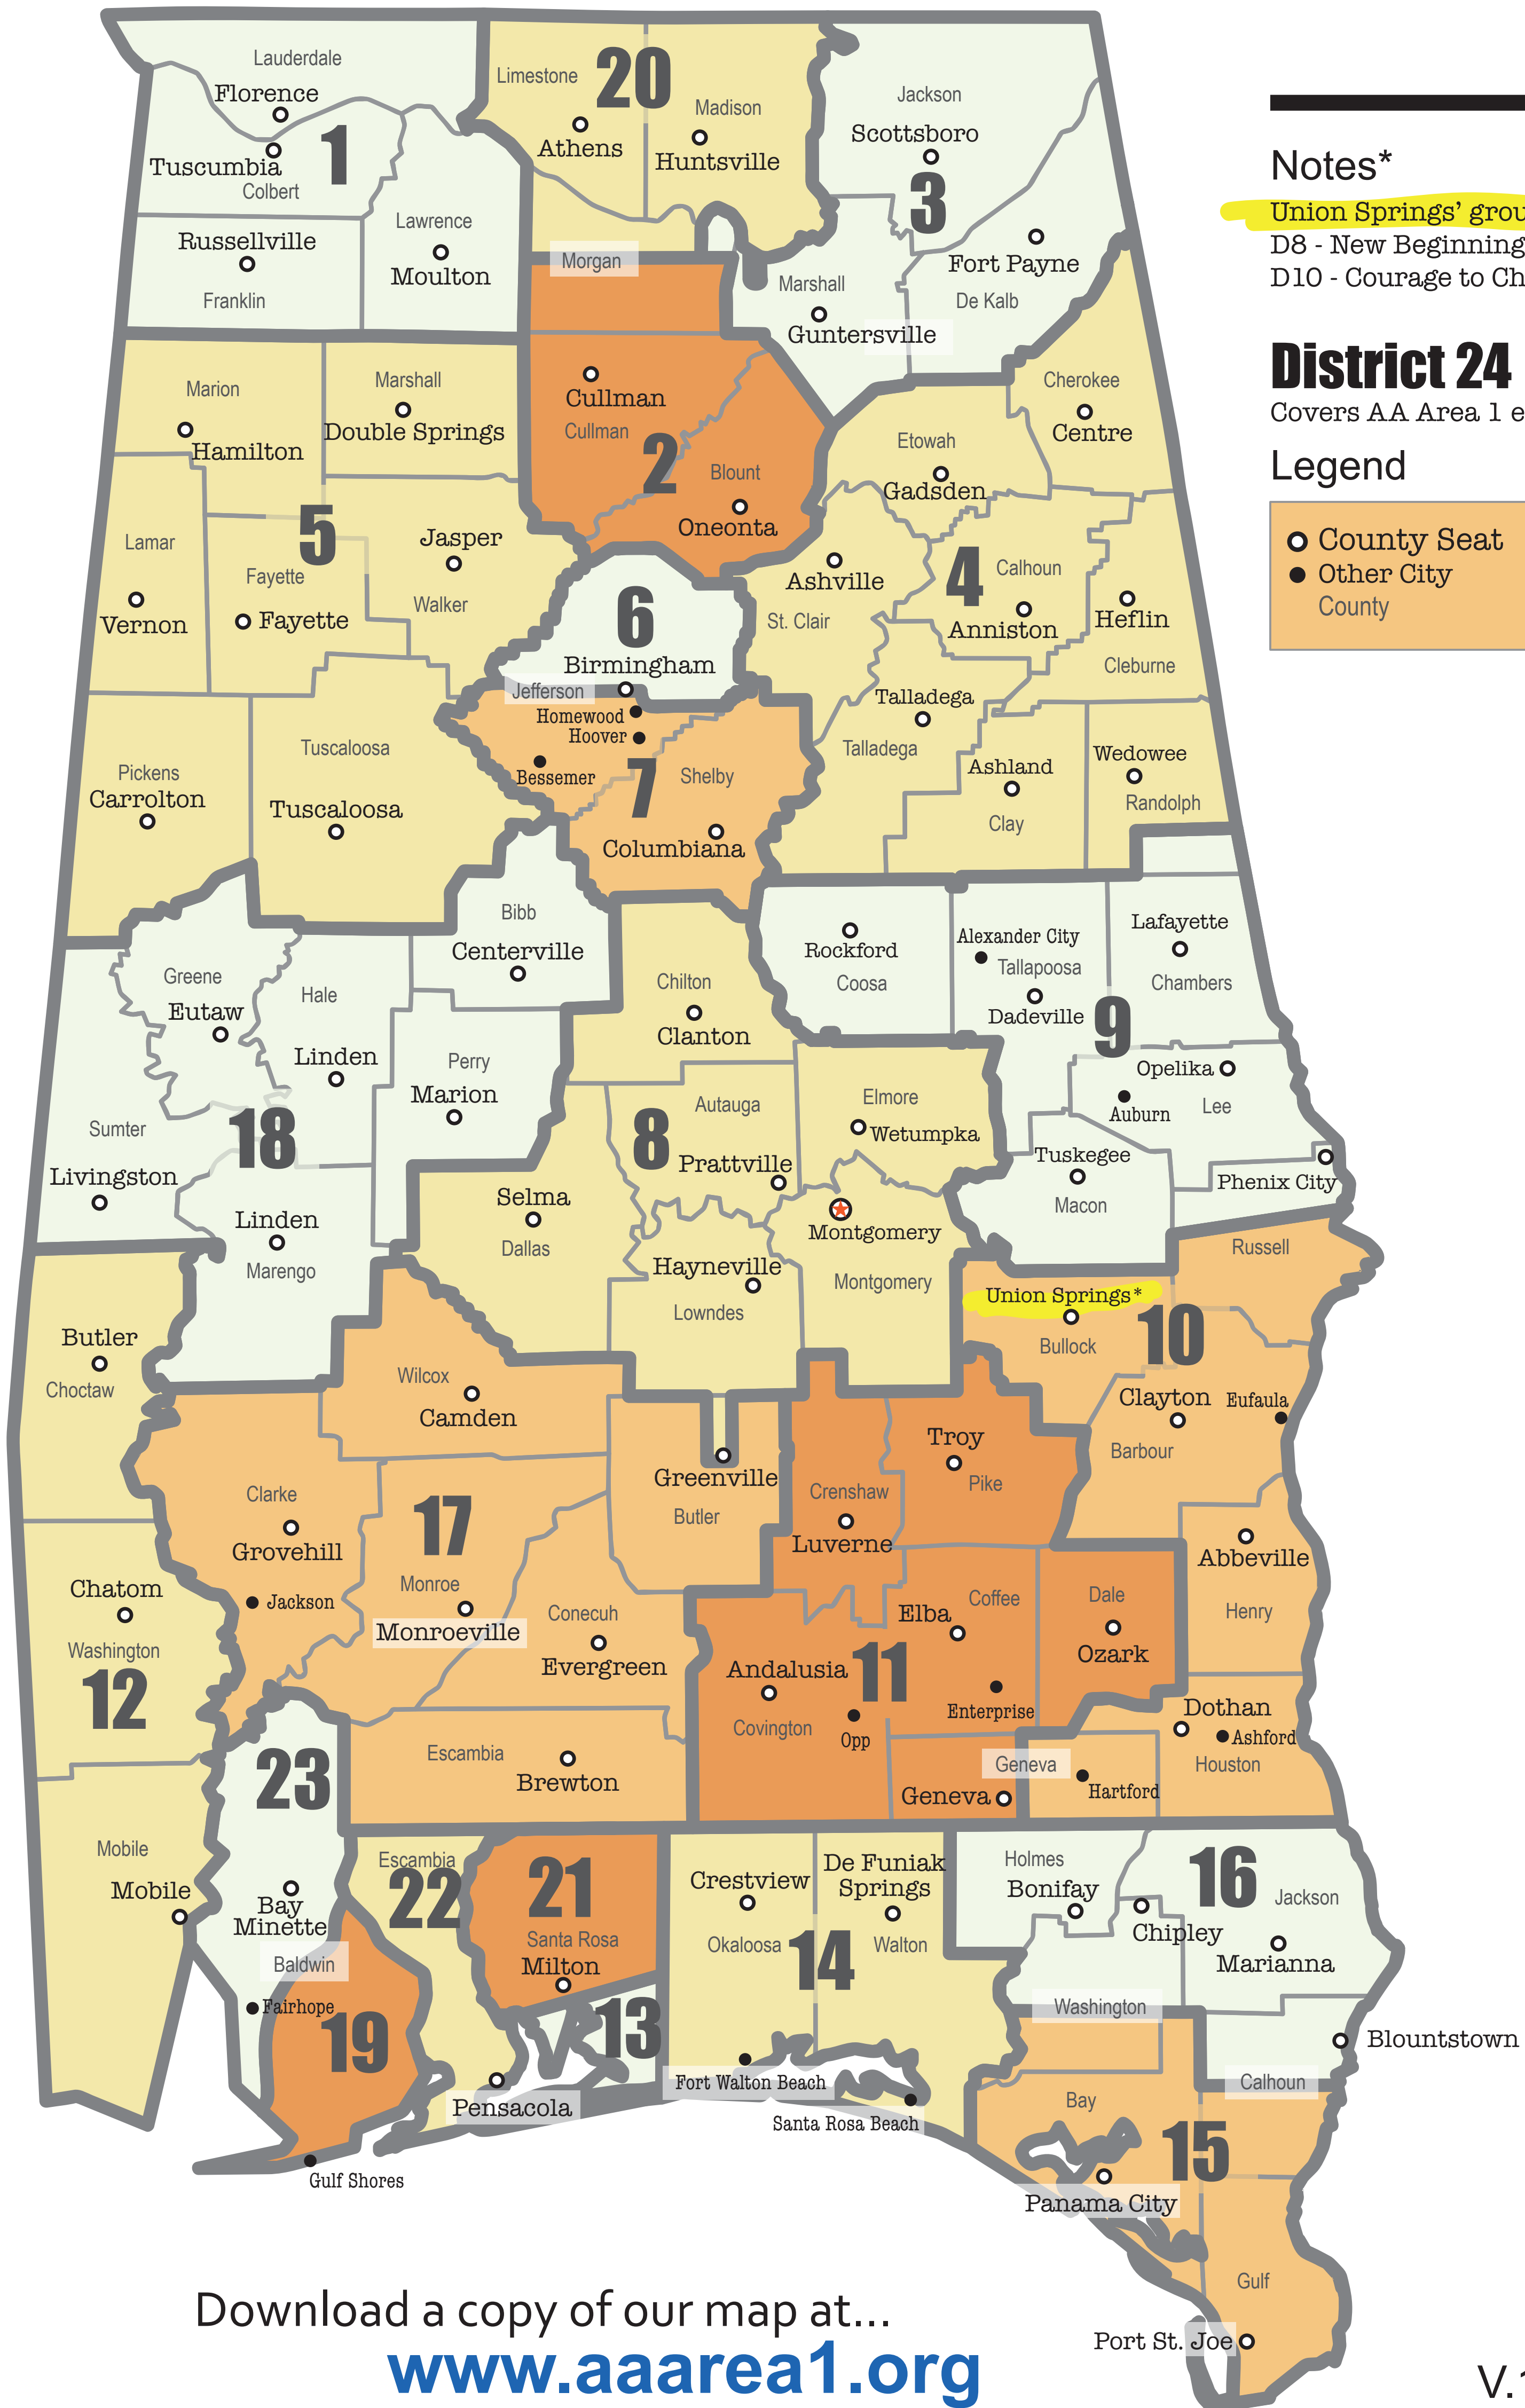 Lauderdale
Florence
1
Tuscumbia
Colbert
Lawrence
Russellville
Moulton
Franklin
Limestone
20
Madison
Athens
Huntsville
Jackson
Scottsboro
3
Fort Payne
Marshall
De Kalb
Guntersville
Morgan
Cullman
Cullman
2
Blount
Oneonta
Marion
Hamilton
Marshall
Double Springs
5
Lamar
Vernon
Fayette
Fayette
Jasper
Walker
Pickens
Carrolton
Tuscaloosa
Tuscaloosa
Cherokee
Centre
Etowah
Gadsden
Ashville
St. Clair
4
Calhoun
Anniston
Heflin
Cleburne
Talladega
Talladega
Ashland
Clay
Wedowee
Randolph
6
Birmingham
Jefferson
Homewood
Hoover
Bessemer
7
Shelby
Columbiana
Bibb
Centerville
Greene
Eutaw
Hale
Linden
Perry
Marion
Sumter
18
Livingston
Linden
Marengo
Chilton
Clanton
8
Autauga
Prattville
Elmore
Wetumpka
Selma
Dallas
Hayneville
Lowndes
Montgomery
Montgomery
Rockford
Coosa
Alexander City
Tallapoosa
Dadeville
9
Lafayette
Chambers
Opelika
Auburn
Lee
Tuskegee
Macon
Phenix City
Russell
Union Springs*
Bullock
10
Clayton
Eufaula
Barbour
Abbeville
Henry
Dothan
Ashford
Houston
Geneva
Hartford
Butler
Choctaw
Chatom
Washington
12
Mobile
Mobile
Wilcox
Camden
Greenville
Butler
Clarke
Grovehill
Jackson
17
Monroe
Monroeville
Conecuh
Evergreen
Escambia
Brewton
Troy
Pike
Crenshaw
Luverne
Coffee
Elba
Dale
Ozark
11
Andalusia
Covington
Opp
Enterprise
Geneva
23
Bay
Minette
Baldwin
Fairhope
19
Gulf Shores
Escambia
22
Pensacola
21
Santa Rosa
Milton
13
Crestview
Okaloosa
De Funiak
Springs
14
Walton
Fort Walton Beach
Santa Rosa Beach
Holmes
Bonifay
16
Jackson
Chipley
Marianna
Washington
Blountstown
Calhoun
Bay
15
Panama City
Gulf
Port St. Joe
Notes*
Union Springs' grou
D8 - New Beginning
D10 - Courage to Ch
District 24
Covers AA Area 1 e
Legend
County Seat
Other City
County
Download a copy of our map at...
www.aaarea1.org
V.1